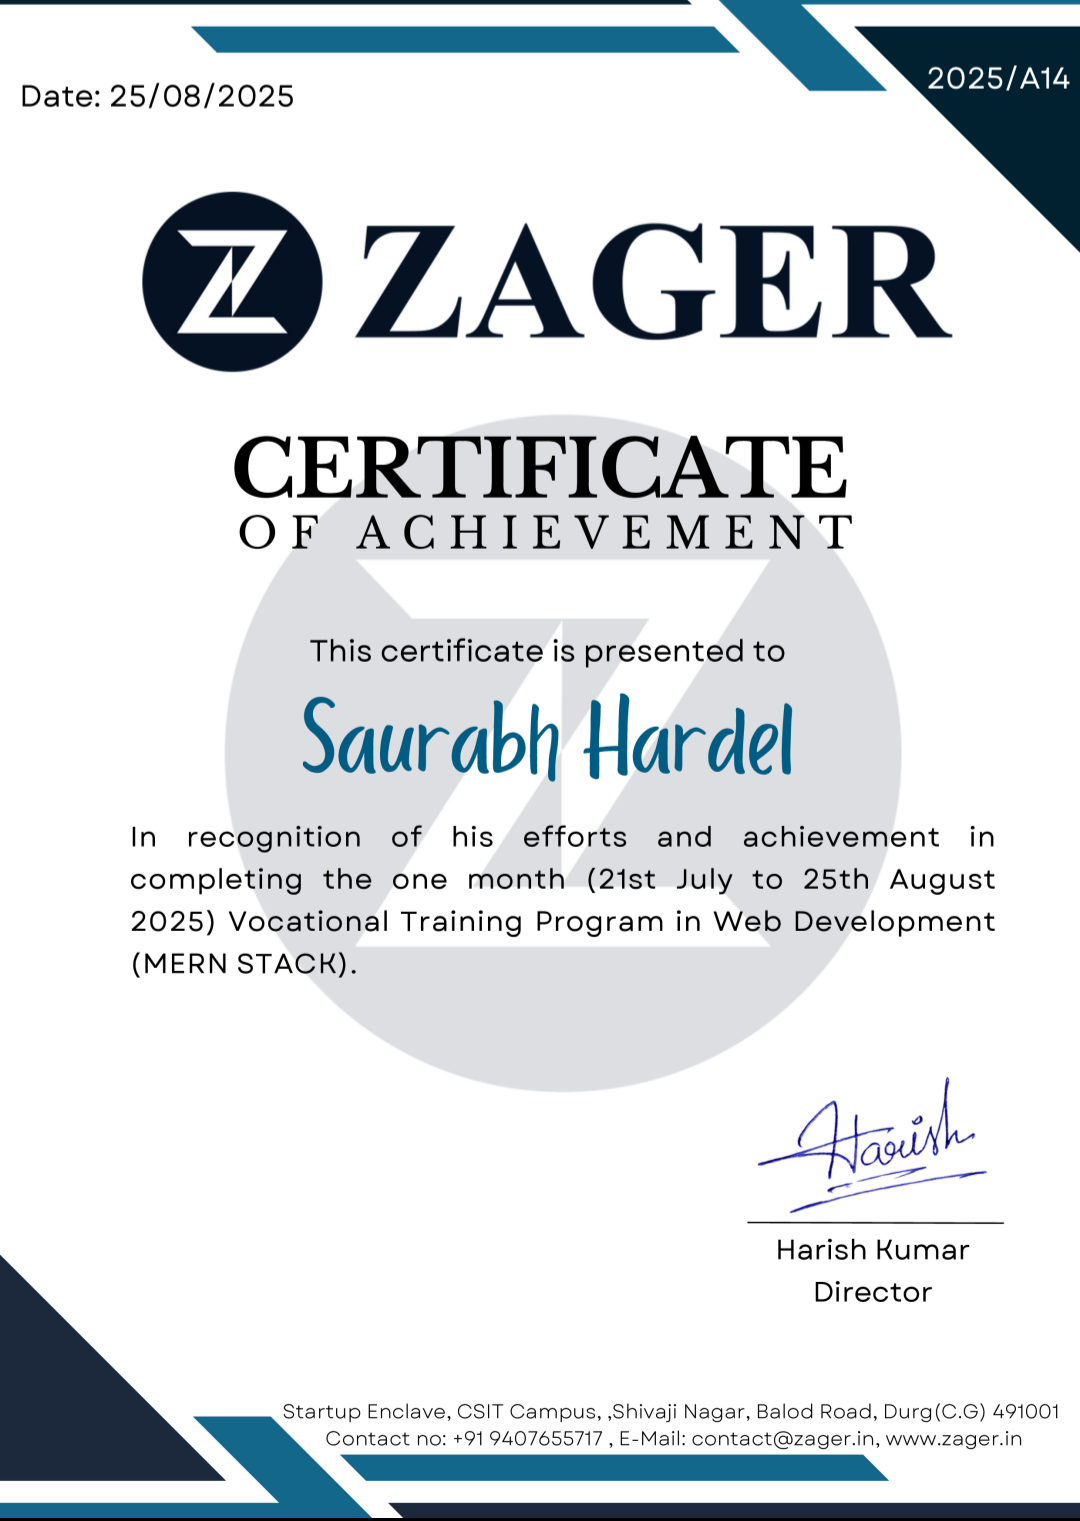 Date: 25/08/2025
2025/A14
ZAGER
CERTIFICATE
OF ACHIEVEMENT
This certificate is presented to
Saurabh Hardel
In recognition of his efforts and achievement in
completing the one month (21st July to 25th August
2025) Vocational Training Program in Web Development
(MERN STACK).
Harish
Harish Kumar
Director
Startup Enclave, CSIT Campus, ,Shivaji Nagar, Balod Road, Durg(C.G) 491001
Contact no: +91 9407655717 , E-Mail: contact@zager.in, www.zager.in